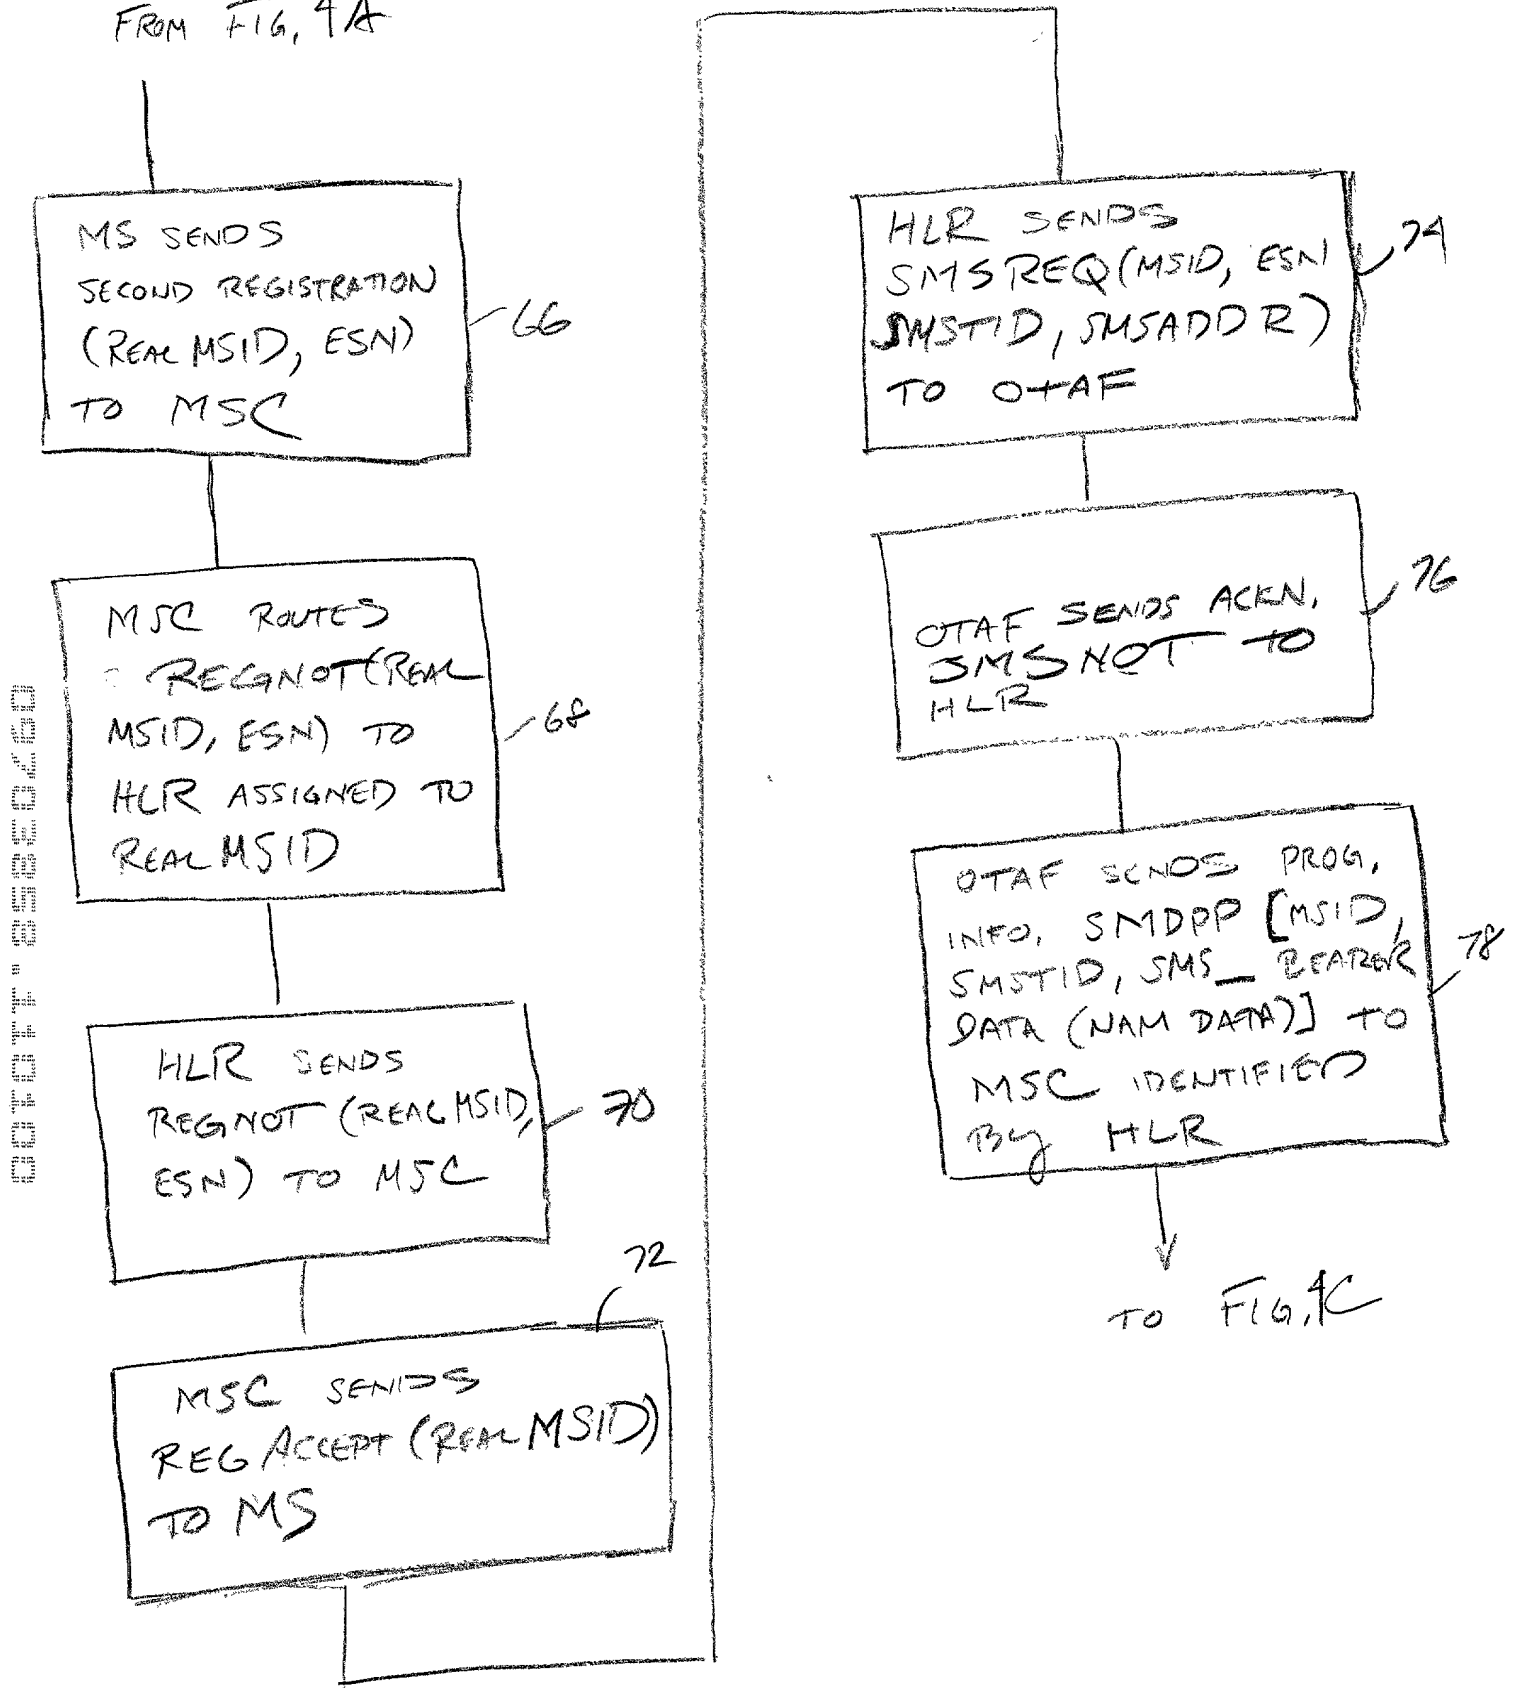 FROM FIG. 4A
MS SENDS
SECOND REGISTRATION
(REAL MSID, ESN)
TO MSC
66
MSC ROUTES
REGNOT (REAL
MSID, ESN) TO
HLR ASSIGNED TO
REAL MSID
68
HLR SENDS
REGNOT (REAL MSID,
ESN) TO MSC
70
72
MSC SENDS
REG ACCEPT (REAL MSID)
TO MS
HLR SENDS
SMSREQ(MSID, ESN
SMSTID, SMSADDR)
TO OTAF
74
OTAF SENDS ACKN.
SMSNOT TO
HLR
76
OTAF SENDS PROG.
INFO. SMDPP [MSID,
SMSTID, SMS_ BEARER
DATA (NAM DATA)] TO
MSC IDENTIFIED
By HLR
78
TO FIG. 4C
09703858.110100